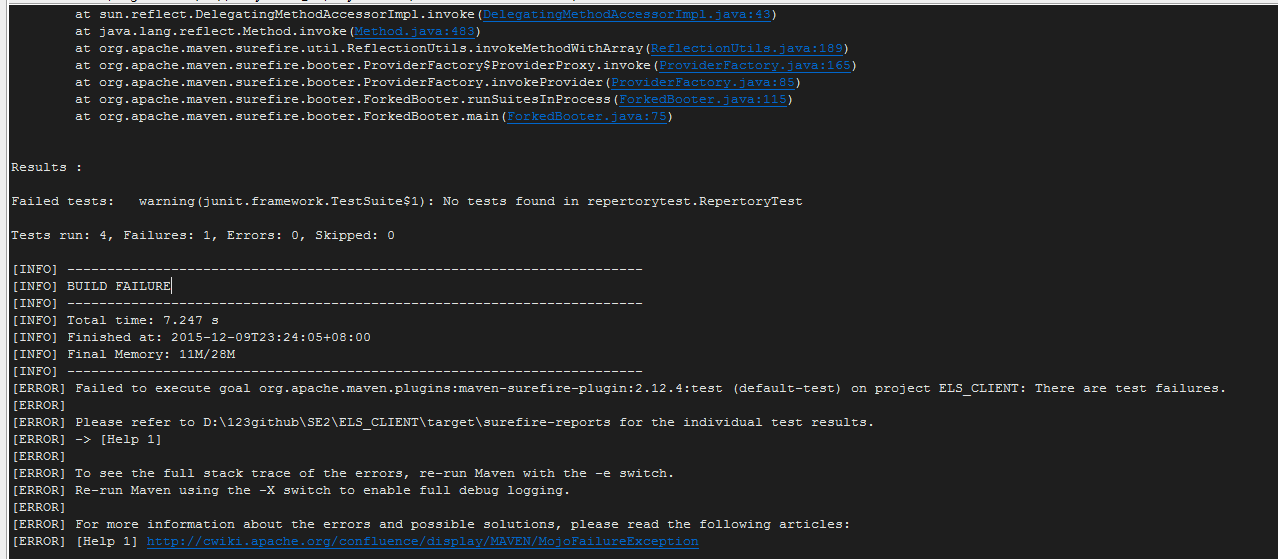 at sun.reflect.DelegatingMethodAccessorImpl.invoke(DelegatingMethodAccessorImpl.java:43)
at java.lang.reflect.Method.invoke(Method.java:483)
at org.apache.maven.surefire.util.ReflectionUtils.invokeMethodWithArray(ReflectionUtils.java:189)
at org.apache.maven.surefire.booter.ProviderFactory$ProviderProxy.invoke(ProviderFactory.java:165)
at org.apache.maven.surefire.booter.ProviderFactory.invokeProvider(ProviderFactory.java:85)
at org.apache.maven.surefire.booter.ForkedBooter.runSuitesInProcess(ForkedBooter.java:115)
at org.apache.maven.surefire.booter.ForkedBooter.main(ForkedBooter.java:75)
Results :
Failed tests:   warning(junit.framework.TestSuite$1): No tests found in repertorytest.RepertoryTest
Tests run: 4, Failures: 1, Errors: 0, Skipped: 0
[INFO] ------------------------------------------------------------------------
[INFO] BUILD FAILURE
[INFO] ------------------------------------------------------------------------
[INFO] Total time: 7.247 s
[INFO] Finished at: 2015-12-09T23:24:05+08:00
[INFO] Final Memory: 11M/28M
[INFO] ------------------------------------------------------------------------
[ERROR] Failed to execute goal org.apache.maven.plugins:maven-surefire-plugin:2.12.4:test (default-test) on project ELS_CLIENT: There are test failures.
[ERROR]
[ERROR] Please refer to D:\123github\SE2\ELS_CLIENT\target\surefire-reports for the individual test results.
[ERROR] -> [Help 1]
[ERROR]
[ERROR] To see the full stack trace of the errors, re-run Maven with the -e switch.
[ERROR] Re-run Maven using the -X switch to enable full debug logging.
[ERROR]
[ERROR] For more information about the errors and possible solutions, please read the following articles:
[ERROR] [Help 1] http://cwiki.apache.org/confluence/display/MAVEN/MojoFailureException